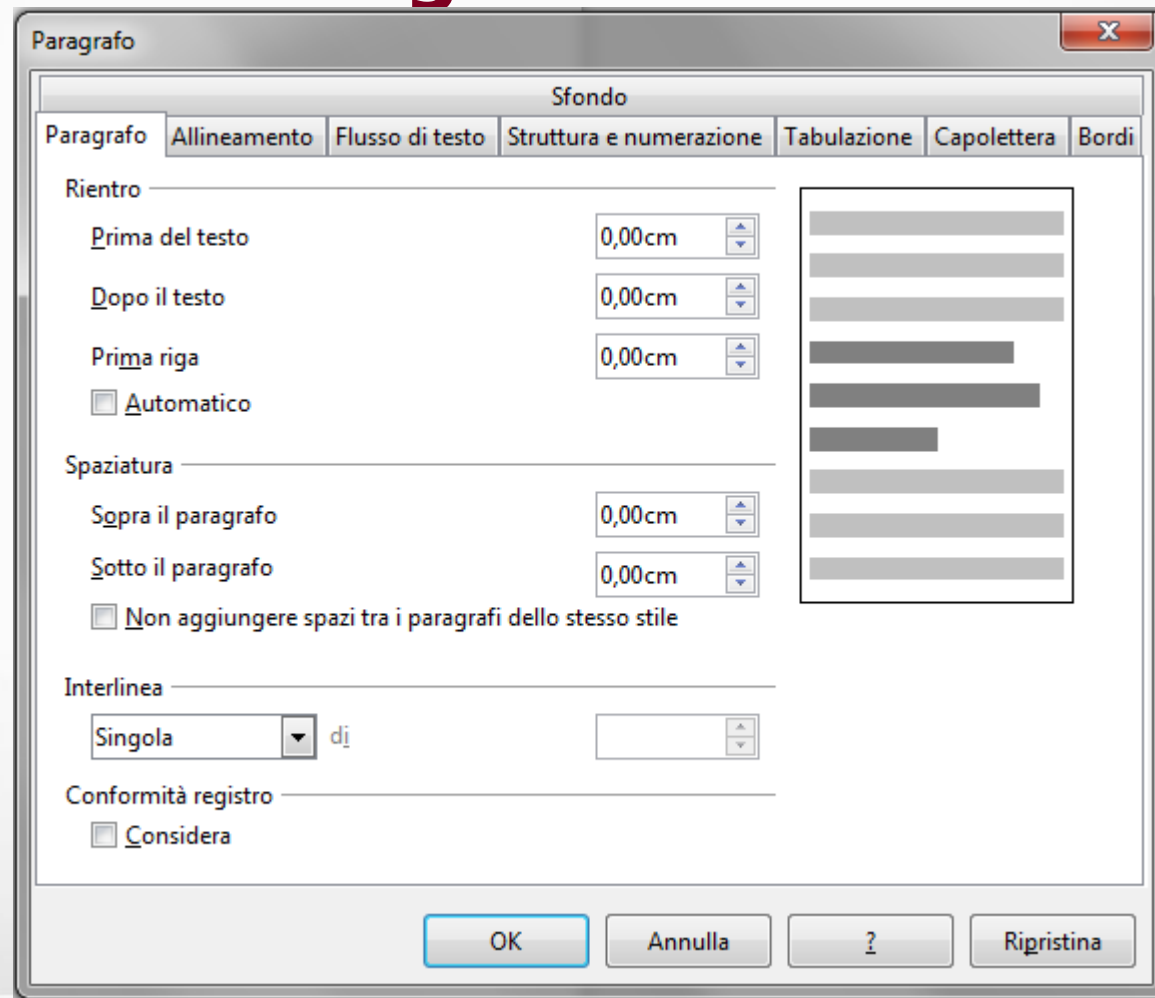 Paragrafo
Sfondo
Paragrafo Allineamento Flusso di testo Struttura e numerazione Tabulazione Capolettera Bordi
Rientro
Prima del testo 0,00cm
Dopo il testo 0,00cm
Prima riga 0,00cm
Automatico
Spaziatura
Sopra il paragrafo 0,00cm
Sotto il paragrafo 0,00cm
Non aggiungere spazi tra i paragrafi dello stesso stile
Interlinea
Singola di
Conformità registro
Considera
OK Annulla ? Ripristina